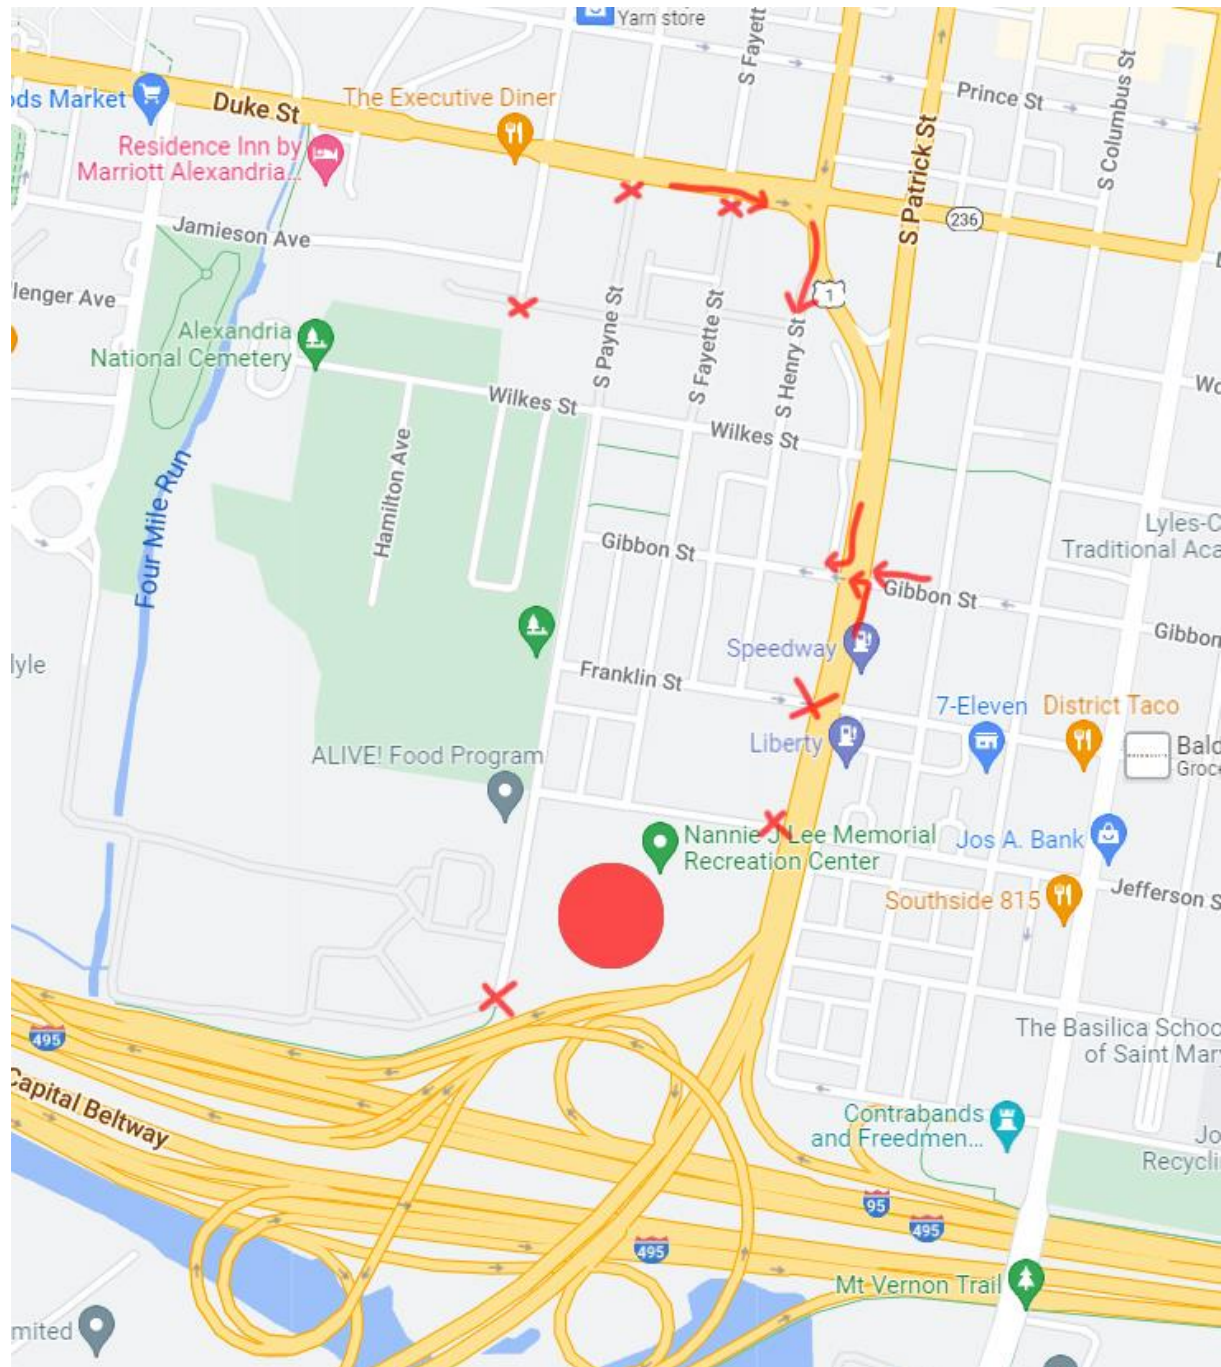 Yarn store
S Fayett
Prince St
S Columbus St
ods Market
Duke St
The Executive Diner
Residence Inn by
Marriott Alexandria...
S Patrick St
236
Jamieson Ave
lenger Ave
1
Alexandria
National Cemetery
S Payne St
S Fayette St
S Henry St
Wilkes St
Wilkes St
Wo
Hamilton Ave
Four Mile Run
Lyles-C
Traditional Aca
Gibbon St
Gibbon St
Gibbon
lyle
Speedway
Franklin St
7-Eleven
District Taco
Liberty
Bald
Groce
ALIVE! Food Program
Nannie J Lee Memorial
Recreation Center
Jos A. Bank
Jefferson S
Southside 815
495
The Basilica Schoo
of Saint Mar
Capital Beltway
Contrabands
and Freedmen...
Jo
Recycli
95
495
495
Mt Vernon Trail
mited